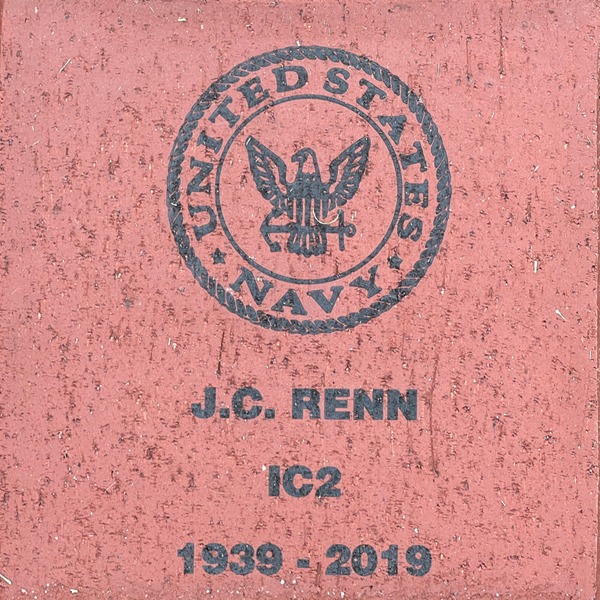 UNITED STATES
NAVY
J.C. RENN
IC2
1939 - 2019